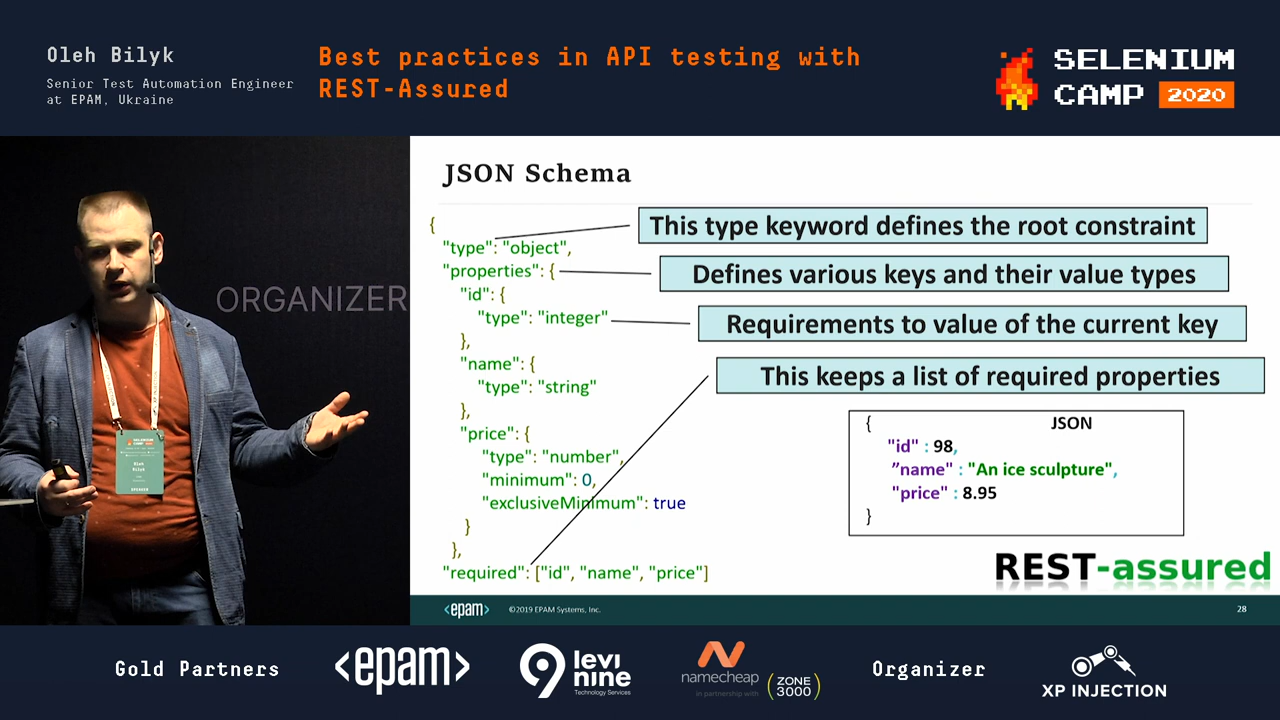 Oleh Bilyk
Senior Test Automation Engineer
at EPAM, Ukraine
Best practices in API testing with
REST-Assured
SELENIUM
CAMP 2020
ORGANIZER
SELENIUM
CAMP
Oleh
Bilyk
SPEAKER
JSON Schema
{
"type": "object",
"properties": {
"id": {
"type": "integer"
},
"name": {
"type": "string"
},
"price": {
"type": "number",
"minimum": 0,
"exclusiveMinimum": true
}
},
"required": ["id", "name", "price"]
This type keyword defines the root constraint
Defines various keys and their value types
Requirements to value of the current key
This keeps a list of required properties
{ JSON
"id" : 98,
”name" : "An ice sculpture",
"price" : 8.95
}
REST-assured
<epam> ©2019 EPAM Systems, Inc. 28
Gold Partners
<epam>
levi
nine
Technology Services
namecheap
in partnership with
ZONE
3000
Organizer
XP INJECTION